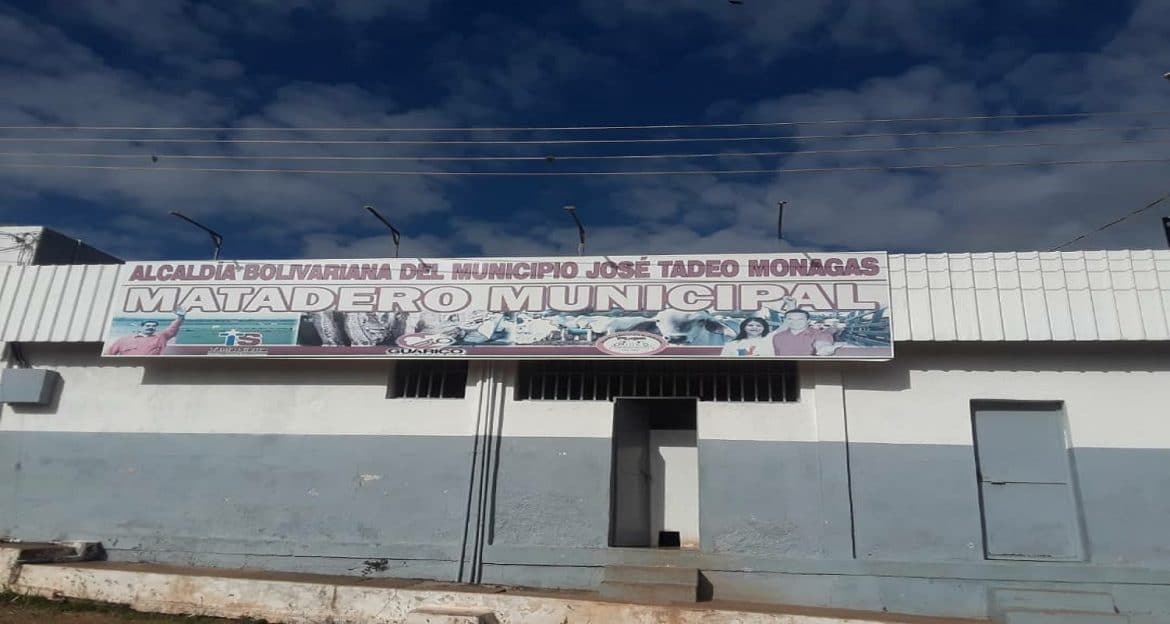 ALCALDÍA BOLIVARIANA DEL MUNICIPIO JOSÉ TADEO MONAGAS
MATADERO MUNICIPAL
GUÁRICO